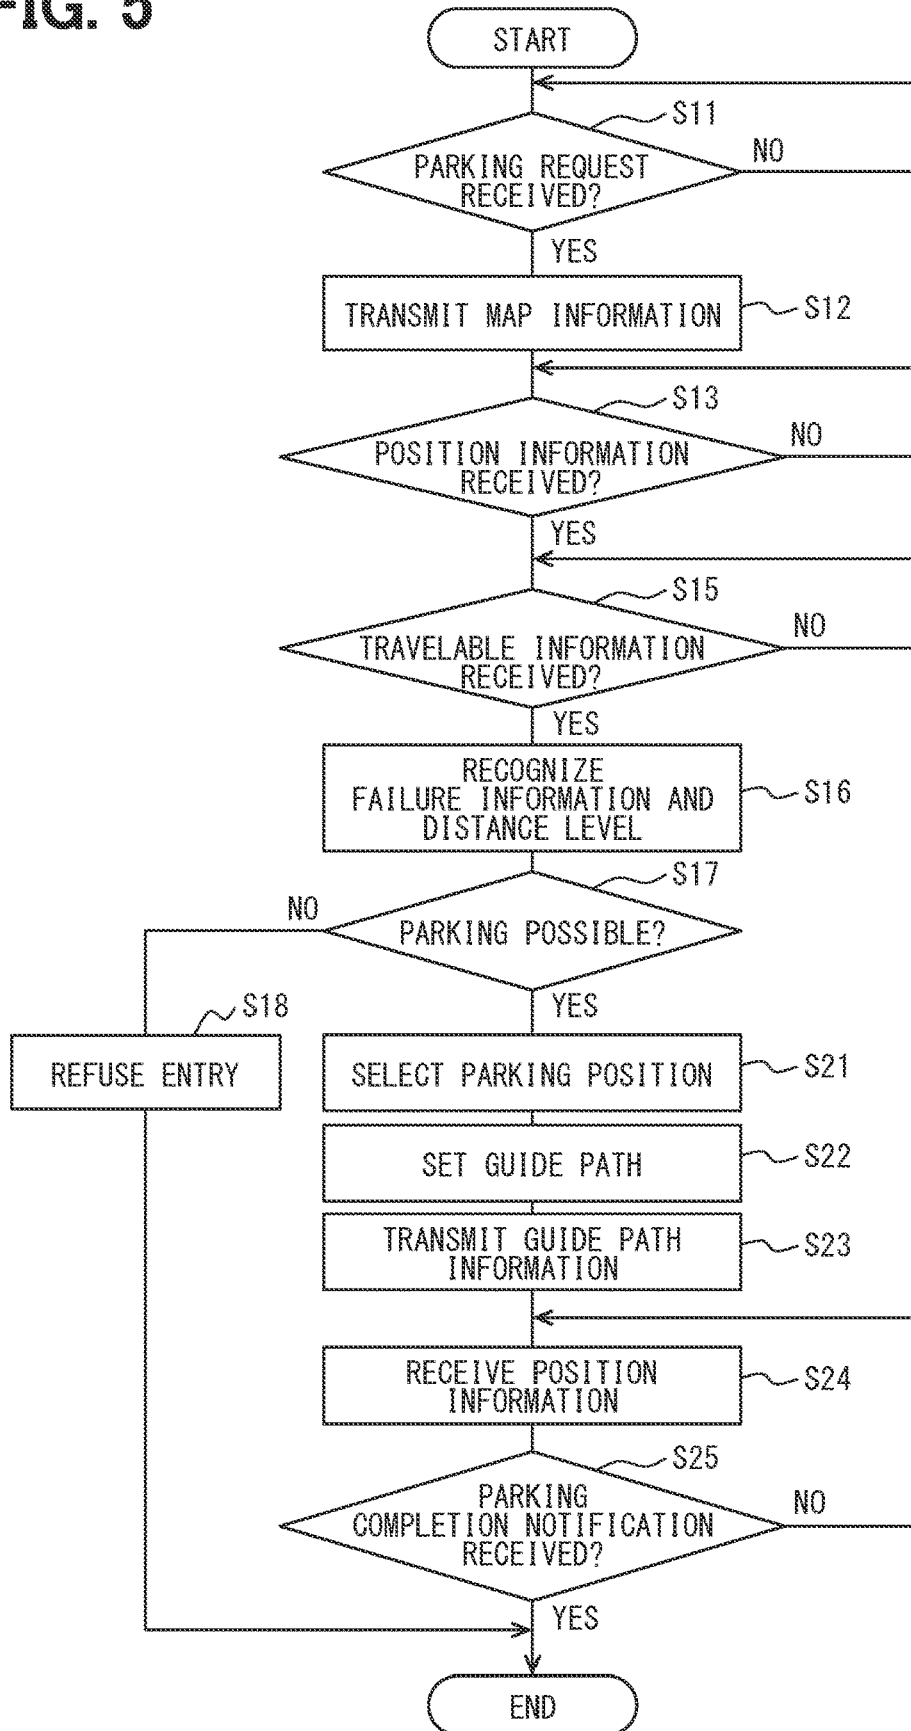 FIG. 5
START
S11
PARKING REQUEST
RECEIVED?
NO
YES
TRANSMIT MAP INFORMATION
S12
S13
POSITION INFORMATION
RECEIVED?
NO
YES
S15
TRAVELABLE INFORMATION
RECEIVED?
NO
YES
RECOGNIZE
FAILURE INFORMATION AND
DISTANCE LEVEL
S16
S17
PARKING POSSIBLE?
NO
YES
S18
REFUSE ENTRY
SELECT PARKING POSITION
S21
SET GUIDE PATH
S22
TRANSMIT GUIDE PATH
INFORMATION
S23
RECEIVE POSITION
INFORMATION
S24
S25
PARKING
COMPLETION NOTIFICATION
RECEIVED?
NO
YES
END